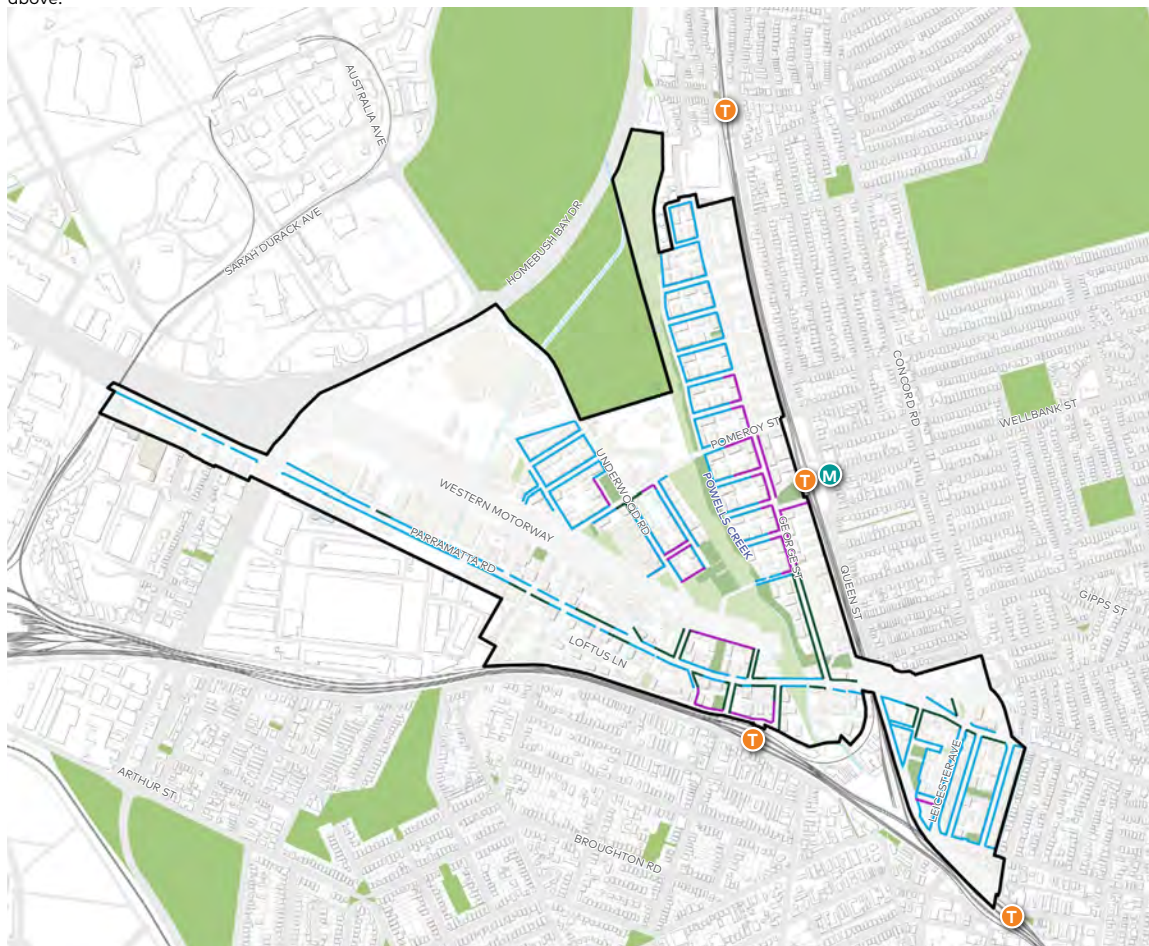 above.
T
AUSTRALIA AVE
SARAH DURACK AVE
HOMEBUSH BAY DR
CONCORD RD
WELLBANK ST
POMEROY ST
T
M
UNDERWOOD RD
WESTERN MOTORWAY
POWELLS CREEK
GEORGE ST
PARRAMATTA RD
QUEEN ST
GIPPS ST
LOFTUS LN
T
LEICESTER AVE
ARTHUR ST
BROUGHTON RD
T